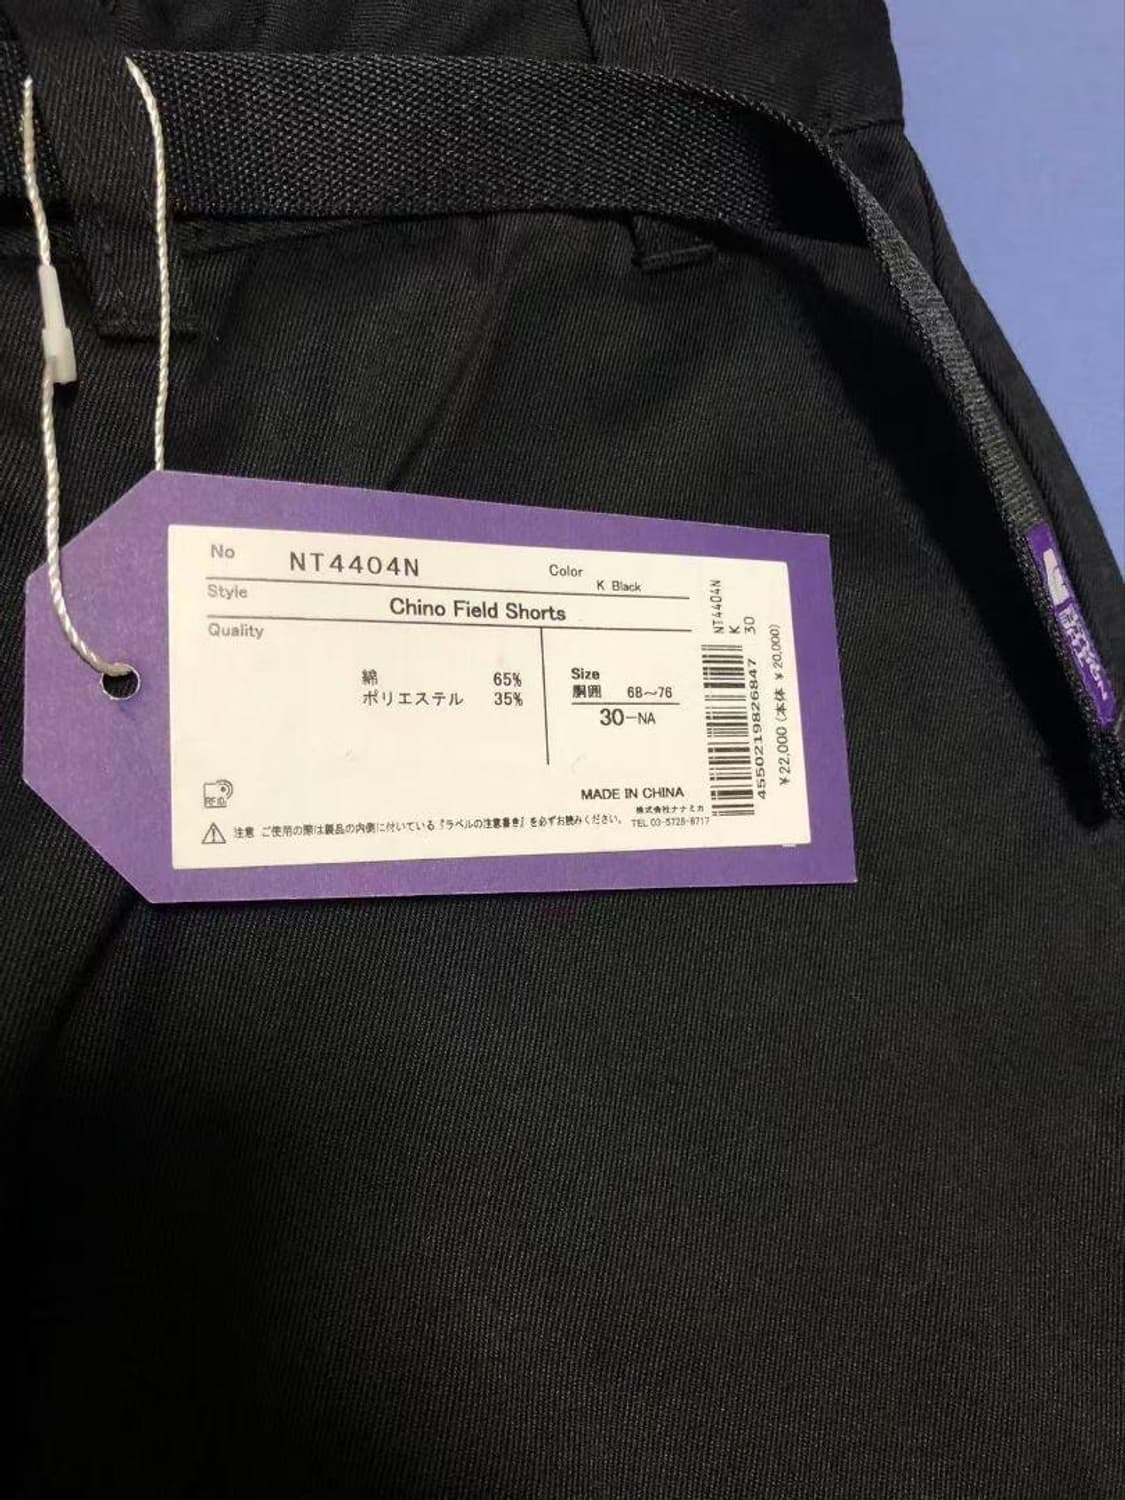 No NT4404N Color K Black
Style Chino Field Shorts
Quality
綿 65%
ポリエステル 35%
Size
胴囲 68～76
30-NA
MADE IN CHINA
株式会社ナナミカ
TEL 03-5728-8717
RFID
注意 ご使用の際は製品の内側に付いている『ラベルの注意書き』を必ずお読みください。
NT4404N
K
30
4550219826847
¥22,000 (本体 ¥20,000)